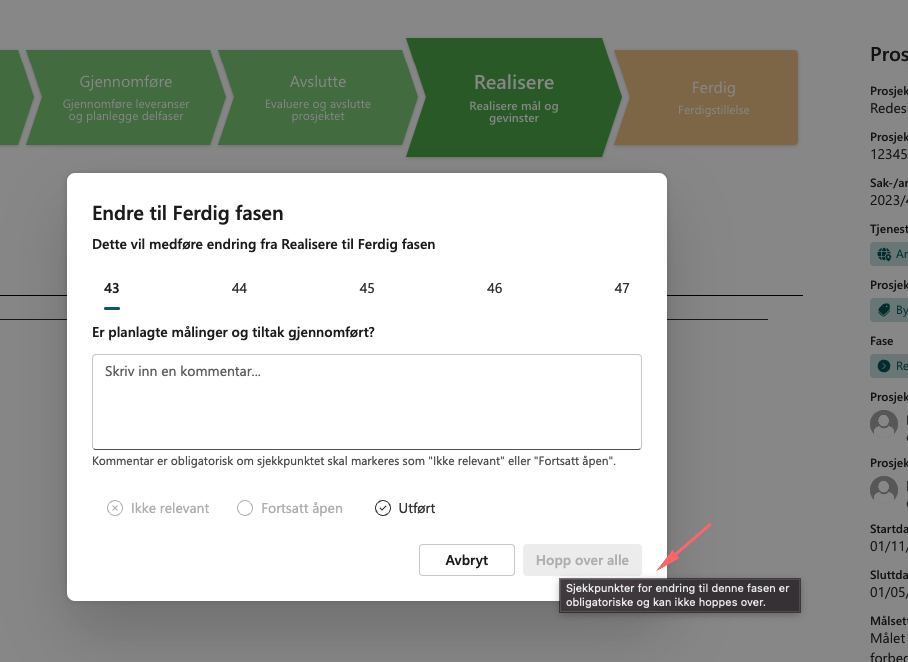 Gjennomføre
Gjennomføre leveranser
og planlegge delfaser
Avslutte
Evaluere og avslutte
prosjektet
Realisere
Realisere mål og
gevinster
Ferdig
Ferdigstillelse
Endre til Ferdig fasen
Dette vil medføre endring fra Realisere til Ferdig fasen
43 44 45 46 47
Er planlagte målinger og tiltak gjennomført?
Skriv inn en kommentar...
Kommentar er obligatorisk om sjekkpunktet skal markeres som "Ikke relevant" eller "Fortsatt åpen".
Ikke relevant Fortsatt åpen Utført
Avbryt Hopp over alle
Sjekkpunkter for endring til denne fasen er
obligatoriske og kan ikke hoppes over.
Pros
Prosjek
Redes
Prosjek
12345
Sak-/ar
2023/4
Tjenest
Ar
Prosjek
By
Fase
Re
Prosjek
Prosjek
Startda
01/11/
Sluttda
01/05/
Målsett
Målet
forbed